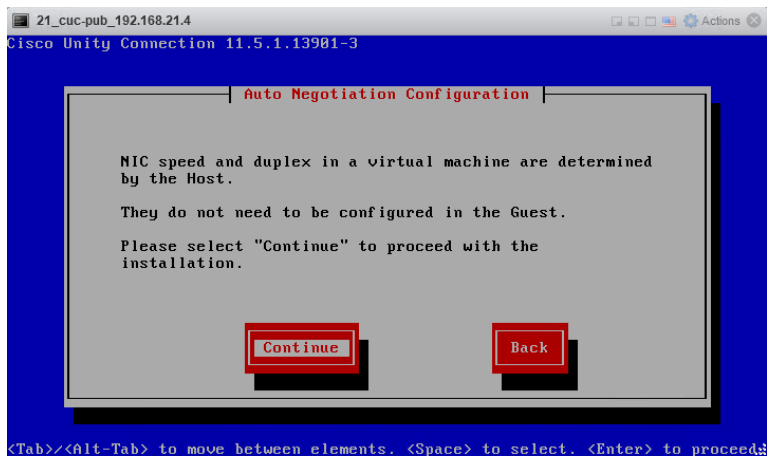 21_cuc-pub_192.168.21.4
Actions
Cisco Unity Connection 11.5.1.13901-3
Auto Negotiation Configuration
NIC speed and duplex in a virtual machine are determined
by the Host.
They do not need to be configured in the Guest.
Please select "Continue" to proceed with the
installation.
Continue
Back
<Tab>/<Alt-Tab> to move between elements. <Space> to select. <Enter> to proceed.